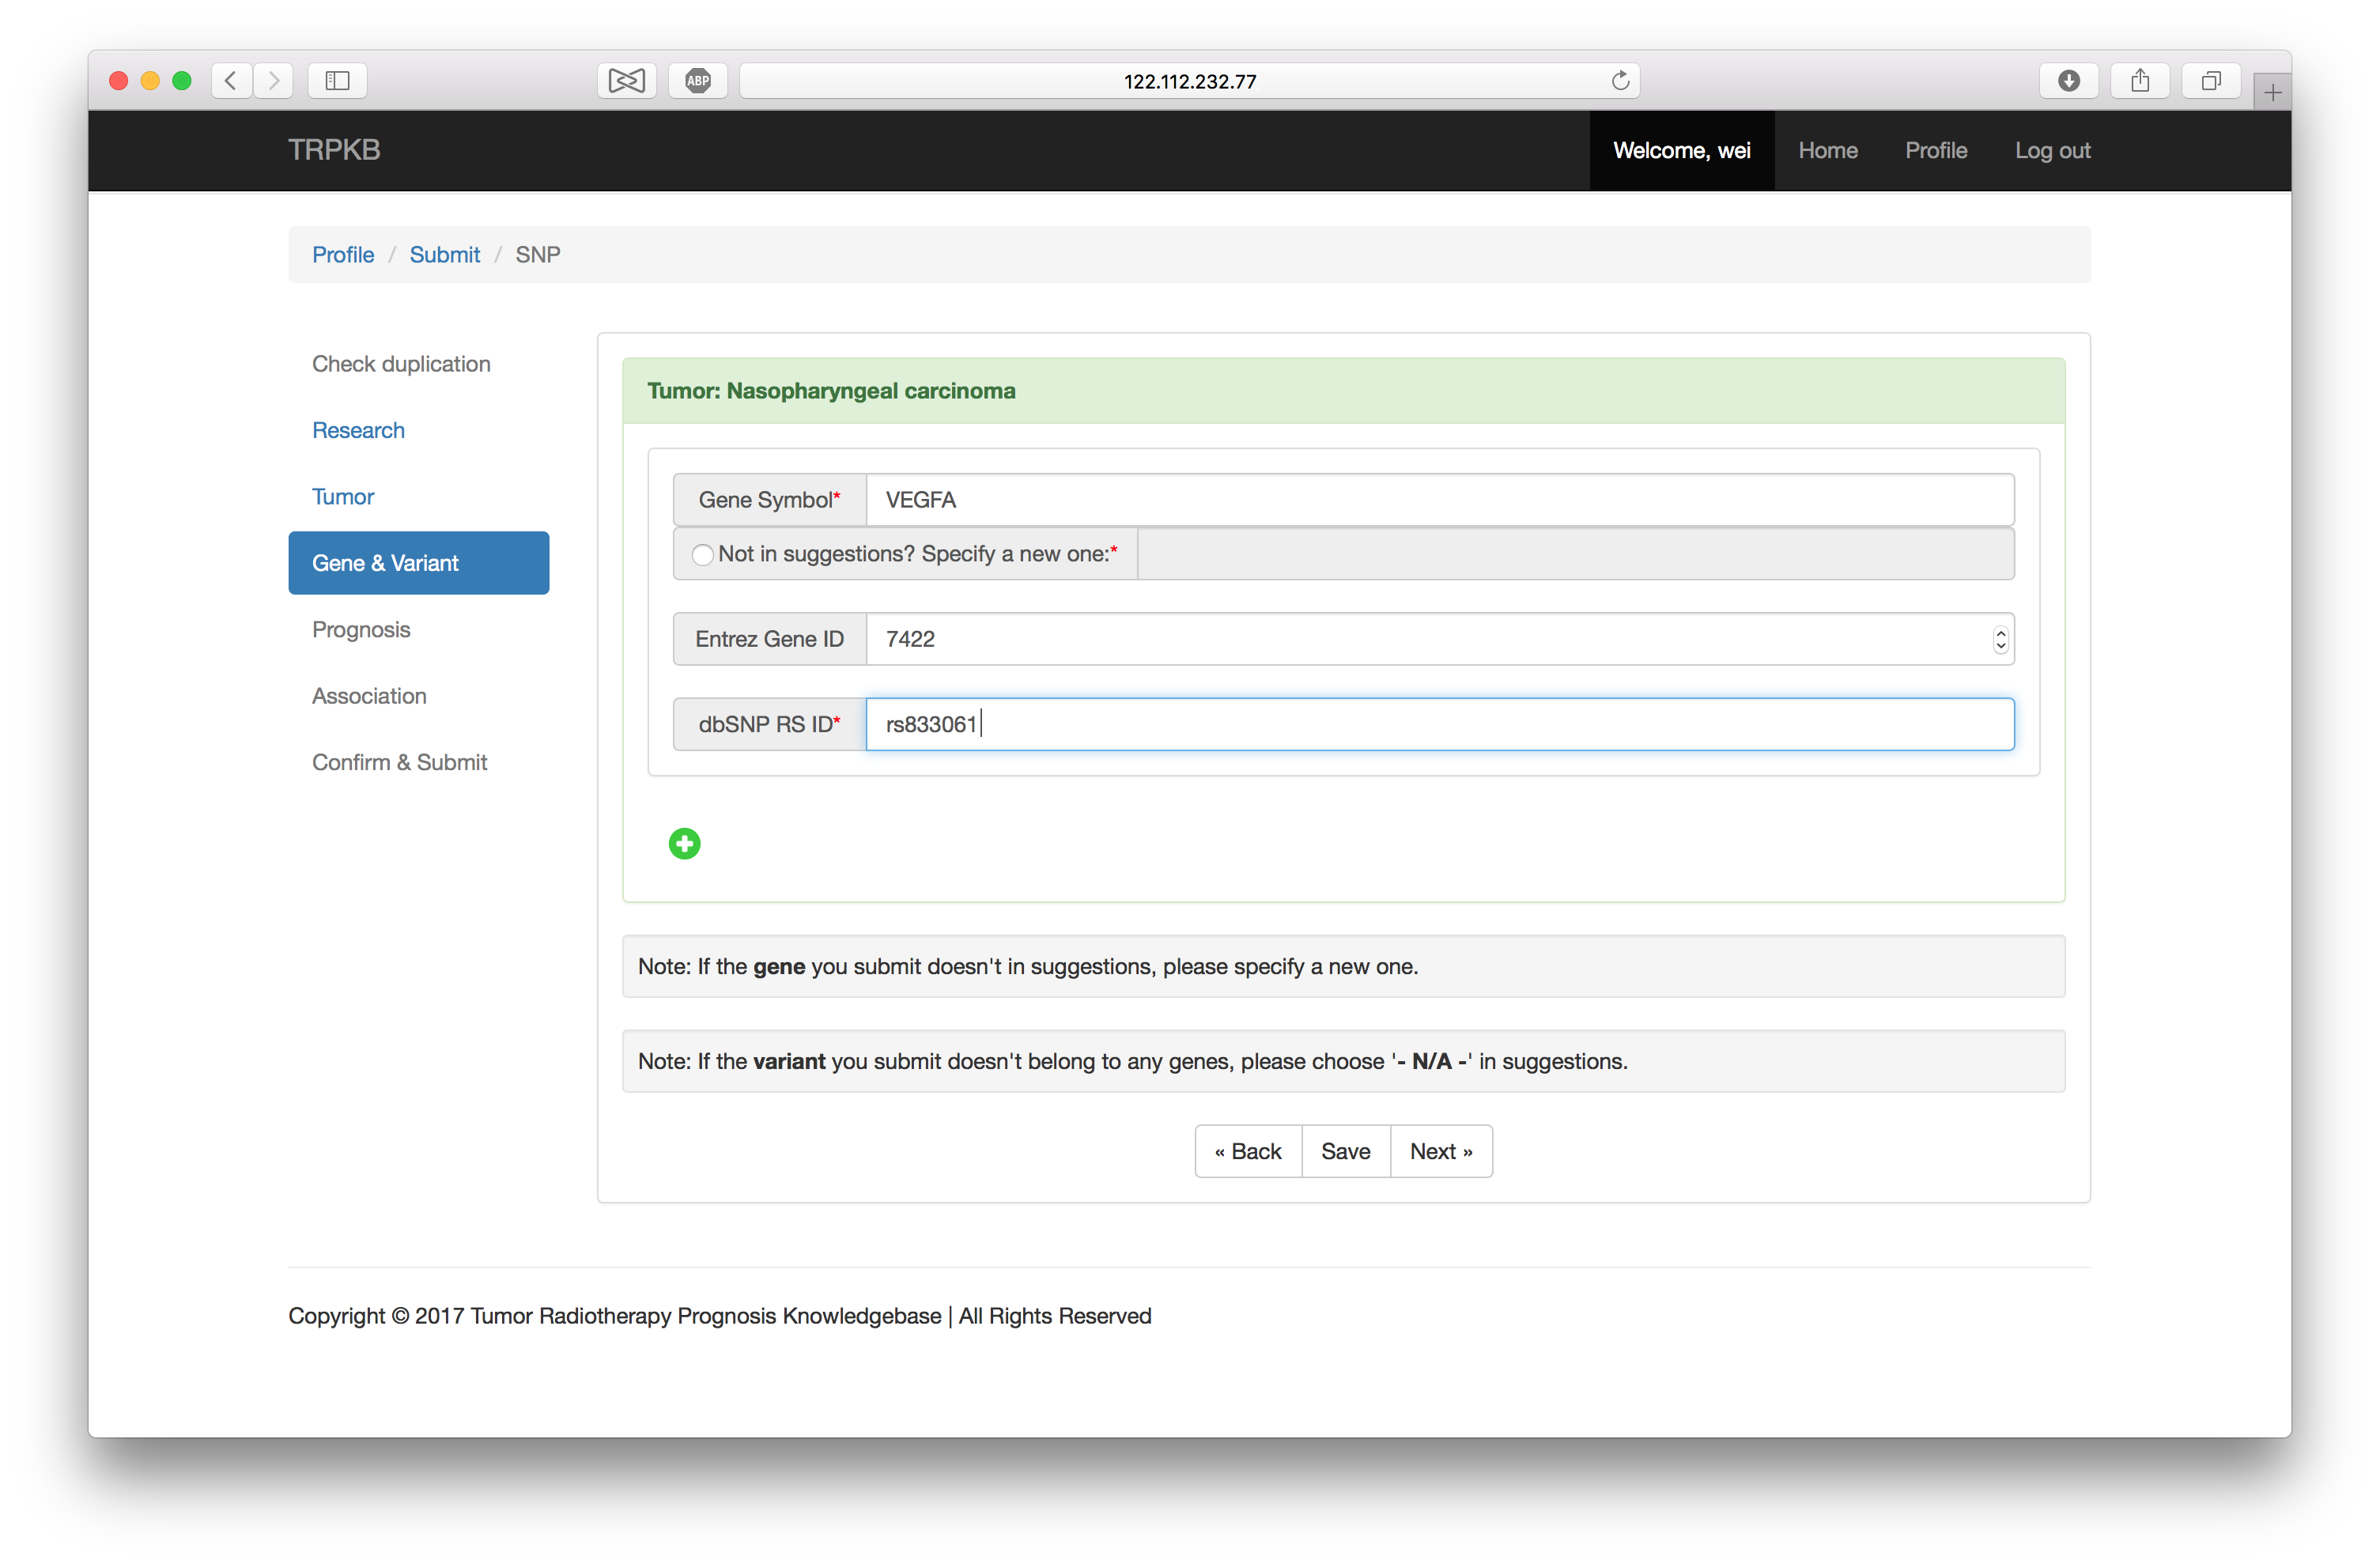 ABP
122.112.232.77
TRPKB
Welcome, wei
Home
Profile
Log out
Profile / Submit / SNP
Check duplication
Research
Tumor
Gene & Variant
Prognosis
Association
Confirm & Submit
Tumor: Nasopharyngeal carcinoma
Gene Symbol* VEGFA
Not in suggestions? Specify a new one:*
Entrez Gene ID 7422
dbSNP RS ID* rs833061
Note: If the gene you submit doesn't in suggestions, please specify a new one.
Note: If the variant you submit doesn't belong to any genes, please choose '- N/A -' in suggestions.
« Back Save Next »
Copyright © 2017 Tumor Radiotherapy Prognosis Knowledgebase | All Rights Reserved